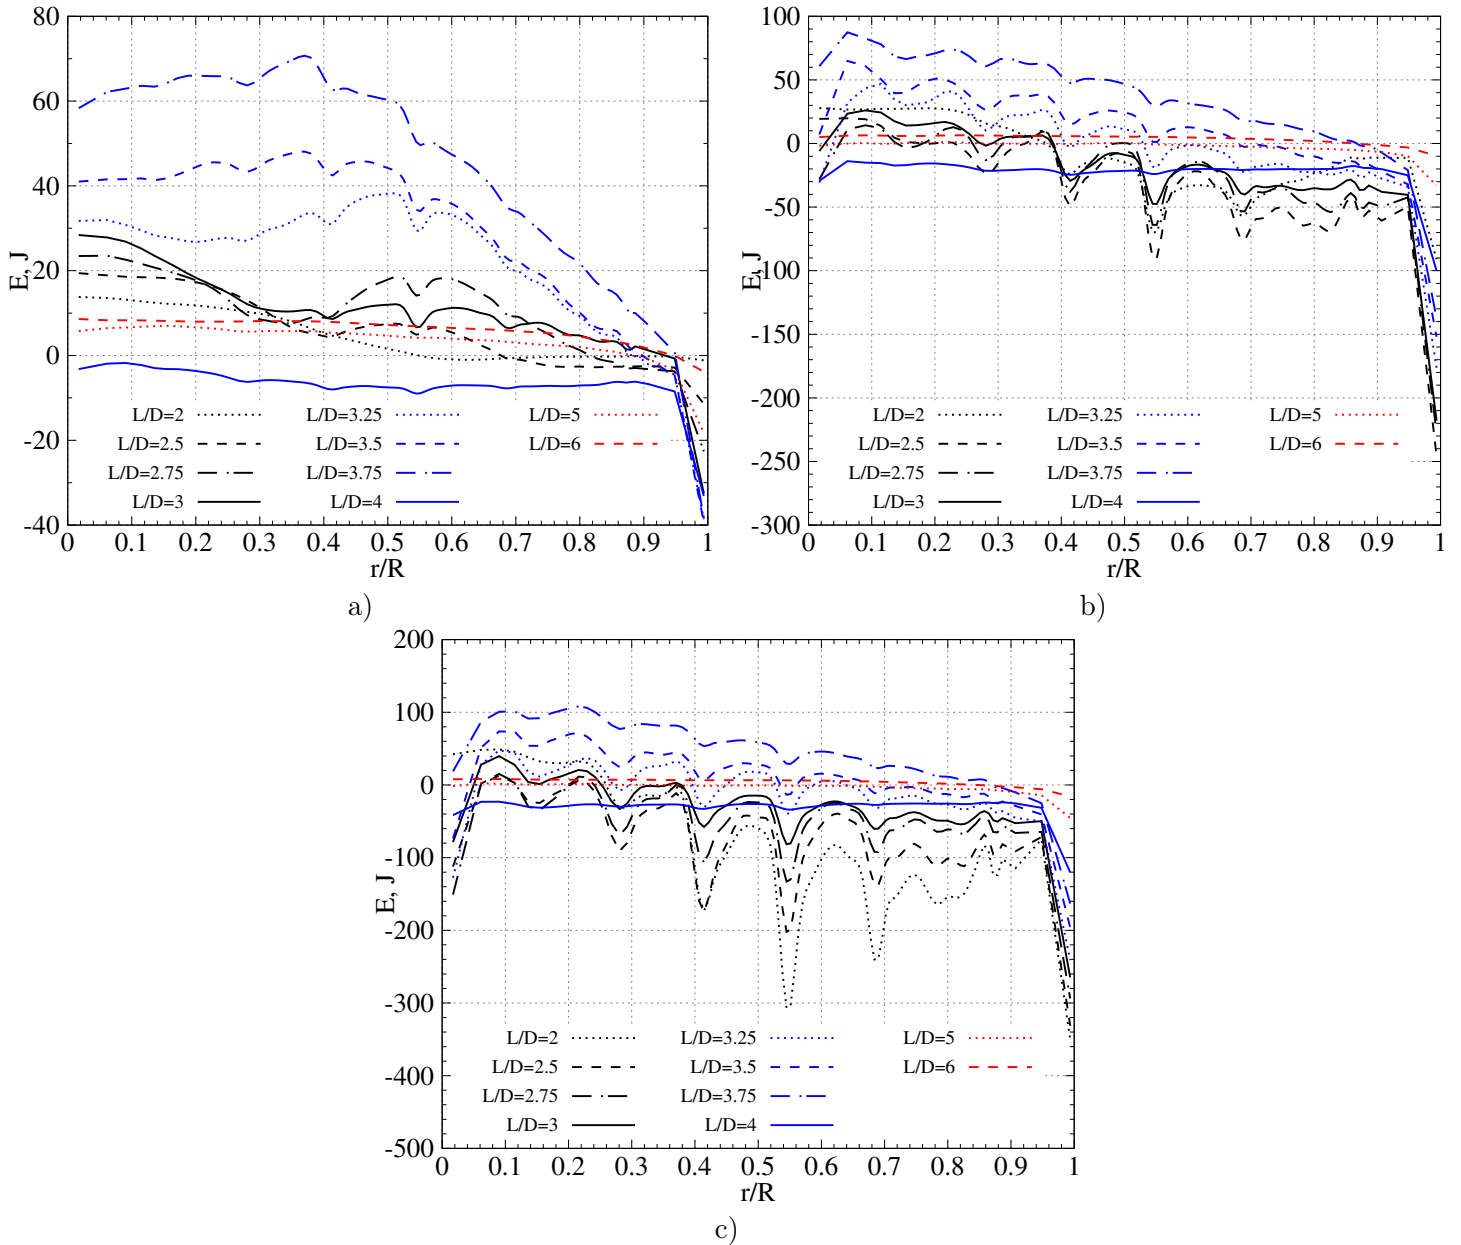 80
60
40
20
0
-20
-40
E, J
L/D=2
L/D=2.5
L/D=2.75
L/D=3
L/D=3.25
L/D=3.5
L/D=3.75
L/D=4
L/D=5
L/D=6
0 0.1 0.2 0.3 0.4 0.5 0.6 0.7 0.8 0.9 1
r/R
a)
100
50
0
-50
-100
-150
-200
-250
-300
E, J
L/D=2
L/D=2.5
L/D=2.75
L/D=3
L/D=3.25
L/D=3.5
L/D=3.75
L/D=4
L/D=5
L/D=6
0 0.1 0.2 0.3 0.4 0.5 0.6 0.7 0.8 0.9 1
r/R
b)
200
100
0
-100
-200
-300
-400
-500
E, J
L/D=2
L/D=2.5
L/D=2.75
L/D=3
L/D=3.25
L/D=3.5
L/D=3.75
L/D=4
L/D=5
L/D=6
0 0.1 0.2 0.3 0.4 0.5 0.6 0.7 0.8 0.9 1
r/R
c)